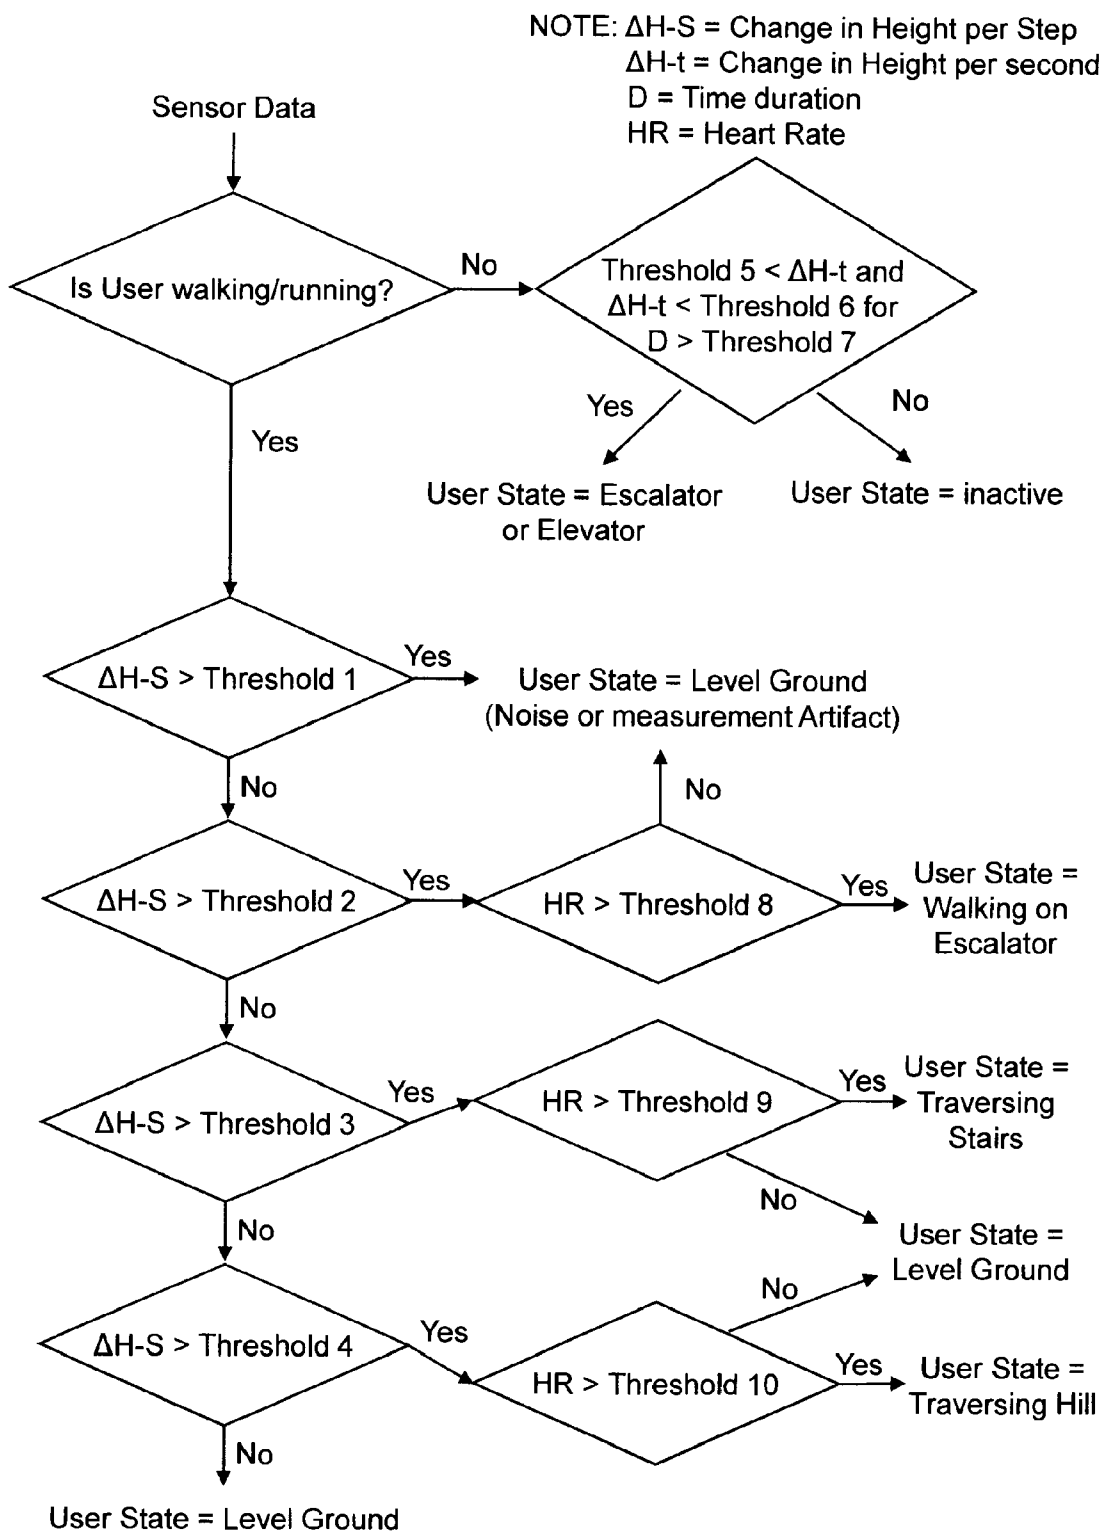 NOTE: ΔH-S = Change in Height per Step
ΔH-t = Change in Height per second
D = Time duration
HR = Heart Rate
Sensor Data
Is User walking/running?
No
Threshold 5 < ΔH-t and
ΔH-t < Threshold 6 for
D > Threshold 7
Yes
No
User State = Escalator
or Elevator
User State = inactive
Yes
ΔH-S > Threshold 1
Yes
User State = Level Ground
(Noise or measurement Artifact)
No
No
ΔH-S > Threshold 2
Yes
HR > Threshold 8
Yes
User State =
Walking on
Escalator
No
ΔH-S > Threshold 3
Yes
HR > Threshold 9
Yes
User State =
Traversing
Stairs
No
No
User State =
Level Ground
No
ΔH-S > Threshold 4
Yes
HR > Threshold 10
Yes
User State =
Traversing Hill
No
User State = Level Ground